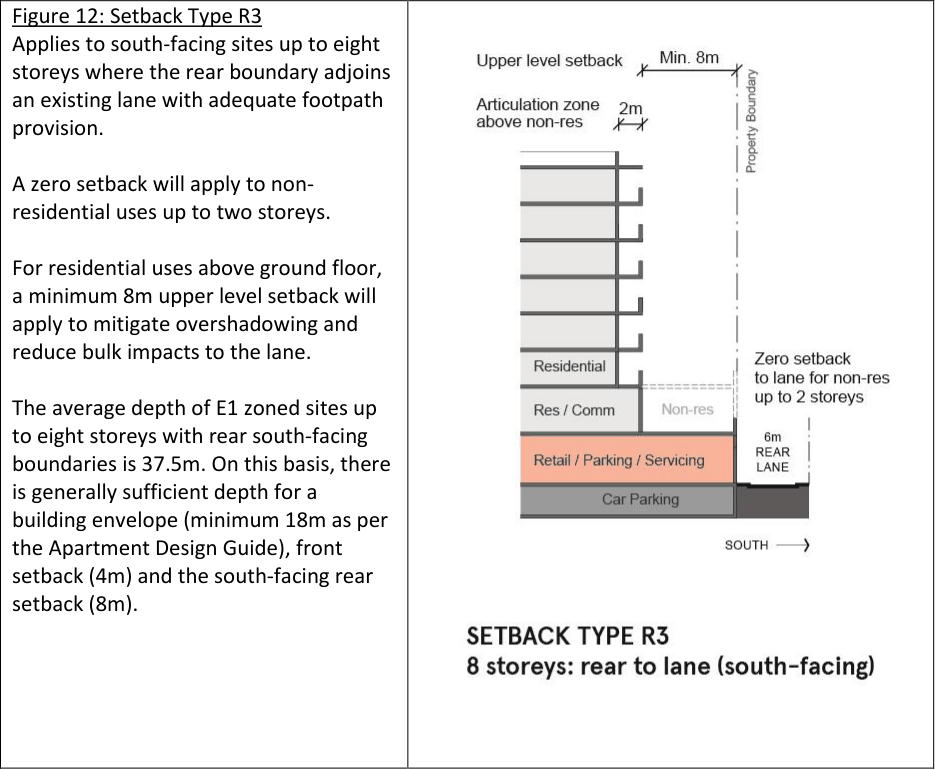 Figure 12: Setback Type R3
Applies to south-facing sites up to eight
storeys where the rear boundary adjoins
an existing lane with adequate footpath
provision.
A zero setback will apply to non-
residential uses up to two storeys.
For residential uses above ground floor,
a minimum 8m upper level setback will
apply to mitigate overshadowing and
reduce bulk impacts to the lane.
The average depth of E1 zoned sites up
to eight storeys with rear south-facing
boundaries is 37.5m. On this basis, there
is generally sufficient depth for a
building envelope (minimum 18m as per
the Apartment Design Guide), front
setback (4m) and the south-facing rear
setback (8m).
Upper level setback
Min. 8m
Articulation zone
above non-res
2m
Property Boundary
Residential
Zero setback
to lane for non-res
up to 2 storeys
Res / Comm
Non-res
Retail / Parking / Servicing
6m
REAR
LANE
Car Parking
SOUTH
SETBACK TYPE R3
8 storeys: rear to lane (south-facing)